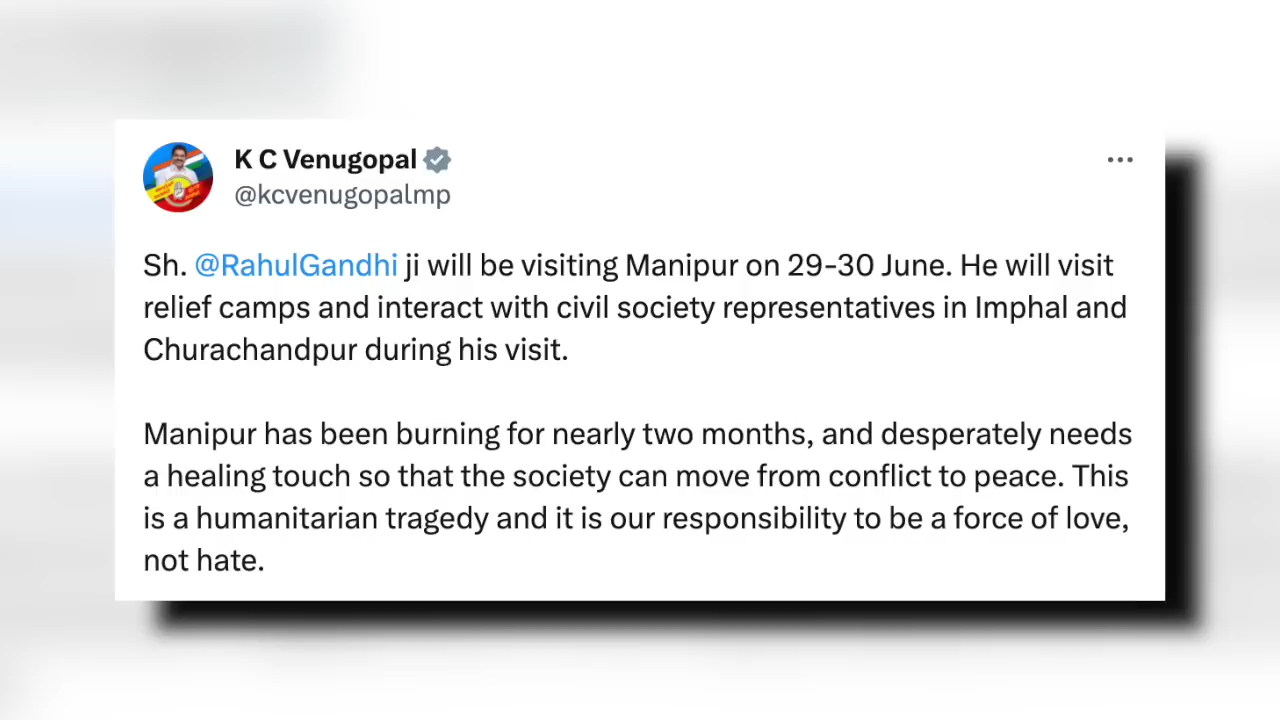 K C Venugopal
@kcvenugopalmp
Sh. @RahulGandhi ji will be visiting Manipur on 29-30 June. He will visit
relief camps and interact with civil society representatives in Imphal and
Churachandpur during his visit.
Manipur has been burning for nearly two months, and desperately needs
a healing touch so that the society can move from conflict to peace. This
is a humanitarian tragedy and it is our responsibility to be a force of love,
not hate.